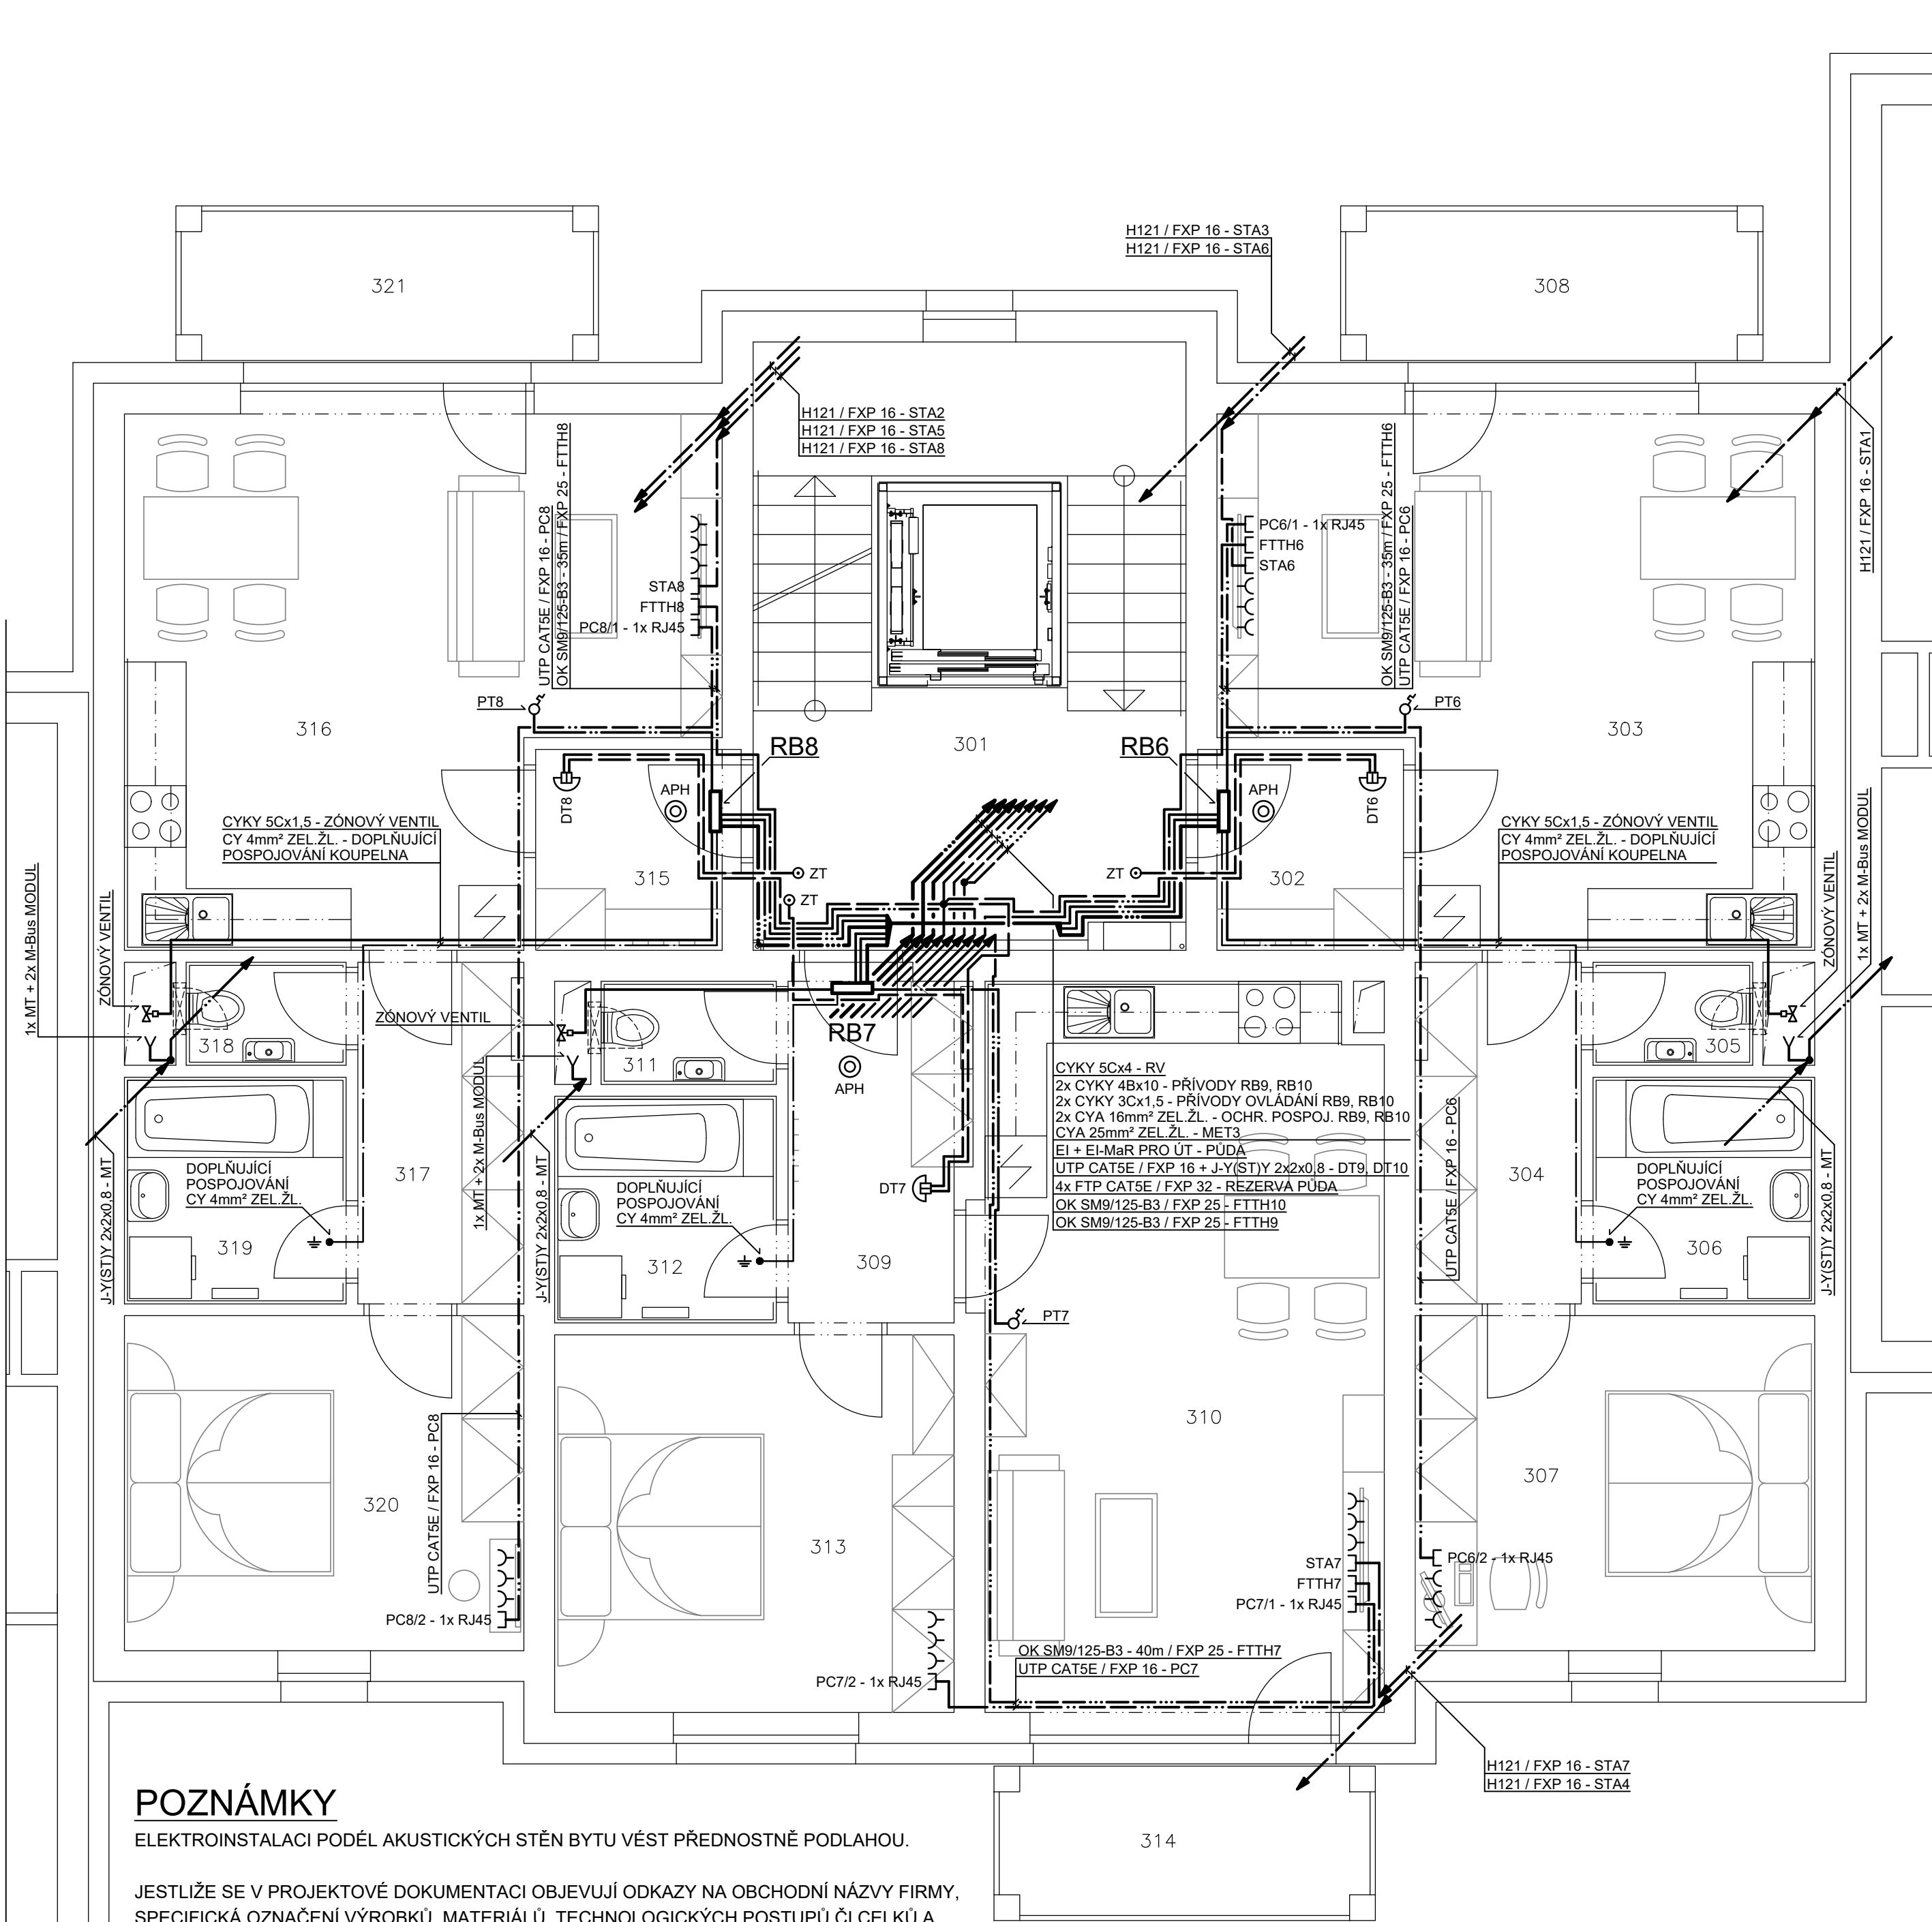 H121 / FXP 16 - STA3
H121 / FXP 16 - STA6
321
308
H121 / FXP 16 - STA2
H121 / FXP 16 - STA5
H121 / FXP 16 - STA8
UTP CAT5E / FXP 16 - PC8
OK SM9/125-B3 - 35m / FXP 25 - FTTH8
OK SM9/125-B3 - 35m / FXP 25 - FTTH6
UTP CAT5E / FXP 16 - PC6
H121 / FXP 16 - STA1
PC6/1 - 1x RJ45
FTTH6
STA6
STA8
FTTH8
PC8/1 - 1x RJ45
PT8
PT6
316
301
303
RB8
RB6
DT8
APH
APH
DT6
CYKY 5Cx1,5 - ZÓNOVÝ VENTIL
CY 4mm² ZEL.ŽL. - DOPLŇUJÍCÍ
POSPOJOVÁNÍ KOUPELNA
CYKY 5Cx1,5 - ZÓNOVÝ VENTIL
CY 4mm² ZEL.ŽL. - DOPLŇUJÍCÍ
POSPOJOVÁNÍ KOUPELNA
315
ZT
ZT
ZT
302
1x MT + 2x M-Bus MODUL
ZÓNOVÝ VENTIL
ZÓNOVÝ VENTIL
1x MT + 2x M-Bus MODUL
ZÓNOVÝ VENTIL
318
311
RB7
APH
305
CYKY 5Cx4 - RV
2x CYKY 4Bx10 - PŘÍVODY RB9, RB10
2x CYKY 3Cx1,5 - PŘÍVODY OVLÁDÁNÍ RB9, RB10
2x CYA 16mm² ZEL.ŽL. - OCHR. POSPOJ. RB9, RB10
CYA 25mm² ZEL.ŽL. - MET3
EI + EI-MaR PRO ÚT - PŮDA
UTP CAT5E / FXP 16 + J-Y(ST)Y 2x2x0,8 - DT9, DT10
4x FTP CAT5E / FXP 32 - REZERVA PŮDA
OK SM9/125-B3 / FXP 25 - FTTH10
OK SM9/125-B3 / FXP 25 - FTTH9
J-Y(ST)Y 2x2x0,8 - MT
DOPLŇUJÍCÍ
POSPOJOVÁNÍ
CY 4mm² ZEL.ŽL.
317
1x MT + 2x M-Bus MODUL
J-Y(ST)Y 2x2x0,8 - MT
DOPLŇUJÍCÍ
POSPOJOVÁNÍ
CY 4mm² ZEL.ŽL.
DT7
UTP CAT5E / FXP 16 - PC6
304
DOPLŇUJÍCÍ
POSPOJOVÁNÍ
CY 4mm² ZEL.ŽL.
J-Y(ST)Y 2x2x0,8 - MT
319
312
309
306
PT7
310
UTP CAT5E / FXP 16 - PC8
320
313
307
STA7
FTTH7
PC7/1 - 1x RJ45
PC6/2 - 1x RJ45
PC8/2 - 1x RJ45
OK SM9/125-B3 - 40m / FXP 25 - FTTH7
UTP CAT5E / FXP 16 - PC7
PC7/2 - 1x RJ45
H121 / FXP 16 - STA7
H121 / FXP 16 - STA4
314
POZNÁMKY
ELEKTROINSTALACI PODÉL AKUSTICKÝCH STĚN BYTU VÉST PŘEDNOSTNĚ PODLAHOU.
JESTLIŽE SE V PROJEKTOVÉ DOKUMENTACI OBJEVUJÍ ODKAZY NA OBCHODNÍ NÁZVY FIRMY,
SPECIFICKÁ OZNAČENÍ VÝROBKŮ, MATERIÁLŮ, TECHNOLOGICKÝCH POSTUPŮ ČI CELKŮ A